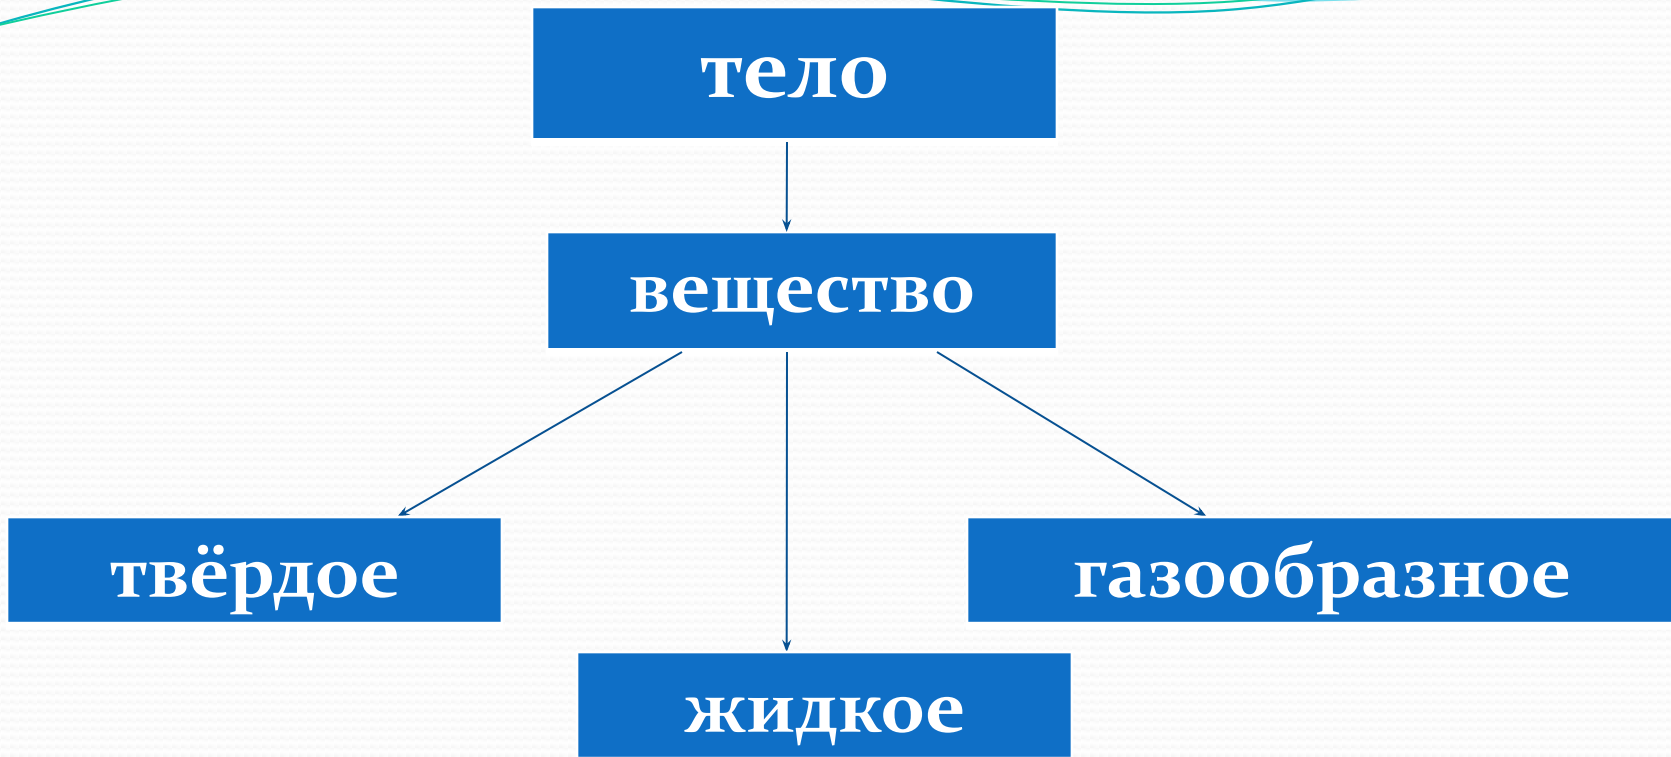 тело
вещество
твёрдое
газообразное
жидкое